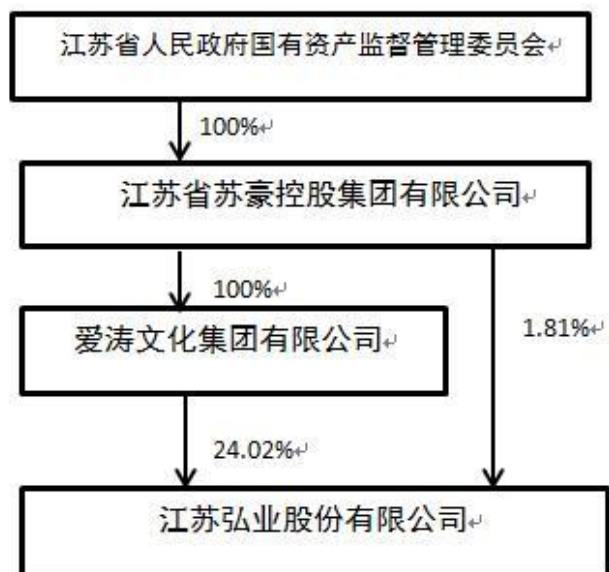 江苏省人民政府国有资产监督管理委员会↵
100%↵
江苏省苏豪控股集团有限公司↵
100%↵
爱涛文化集团有限公司↵
1.81%↵
24.02%↵
江苏弘业股份有限公司↵